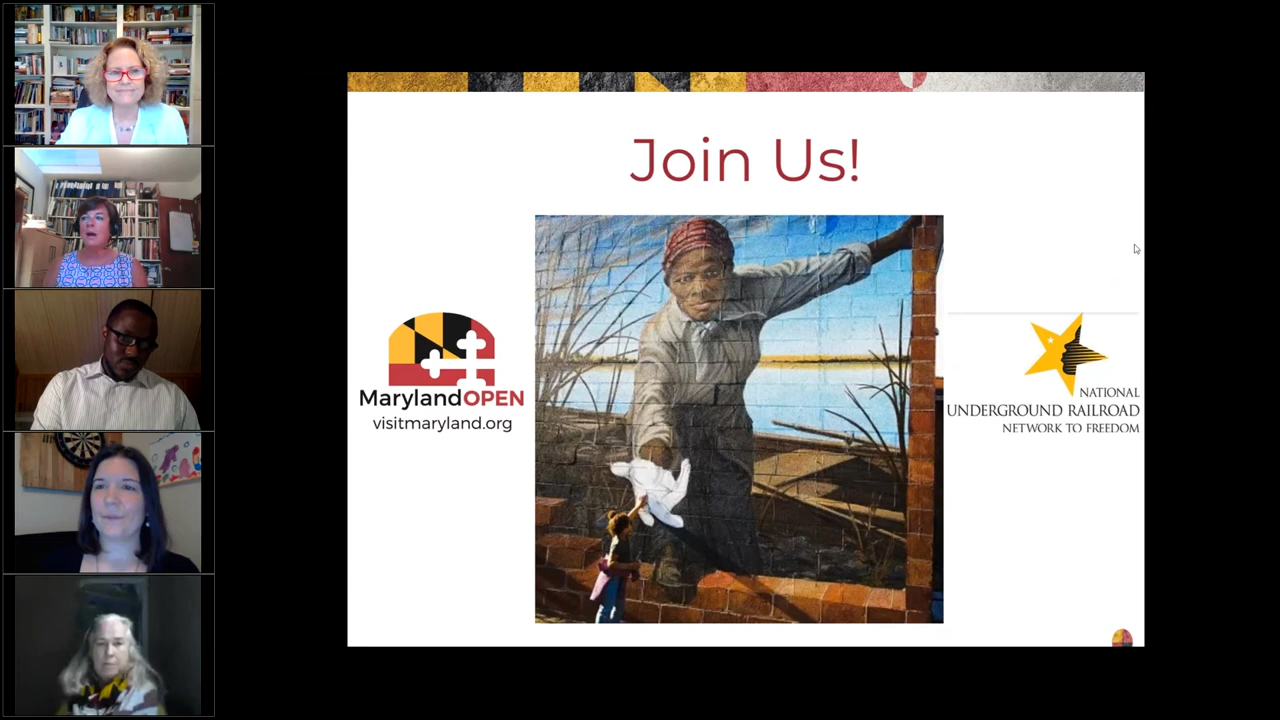 Join Us!
MarylandOPEN
visitmaryland.org
NATIONAL
UNDERGROUND RAILROAD
NETWORK TO FREEDOM